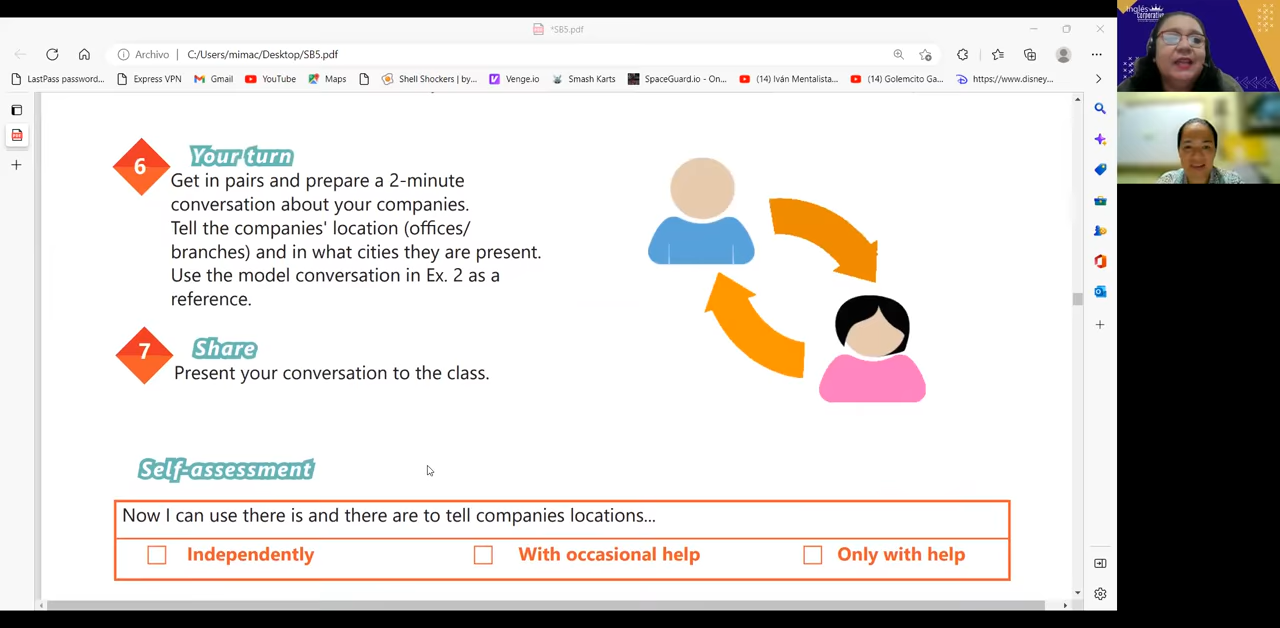 *SB5.pdf
Archivo
C:/Users/mimac/Desktop/SB5.pdf
LastPass password...
Express VPN
Gmail
YouTube
Maps
Shell Shockers | by...
Venge.io
Smash Karts
SpaceGuard.io - On...
(14) Iván Mentalista...
(14) Golemcito Ga...
https://www.disney...
6
Your turn
Get in pairs and prepare a 2-minute
conversation about your companies.
Tell the companies' location (offices/
branches) and in what cities they are present.
Use the model conversation in Ex. 2 as a
reference.
7
Share
Present your conversation to the class.
Self-assessment
Now I can use there is and there are to tell companies locations...
Independently
With occasional help
Only with help
Inglés
Corporativo